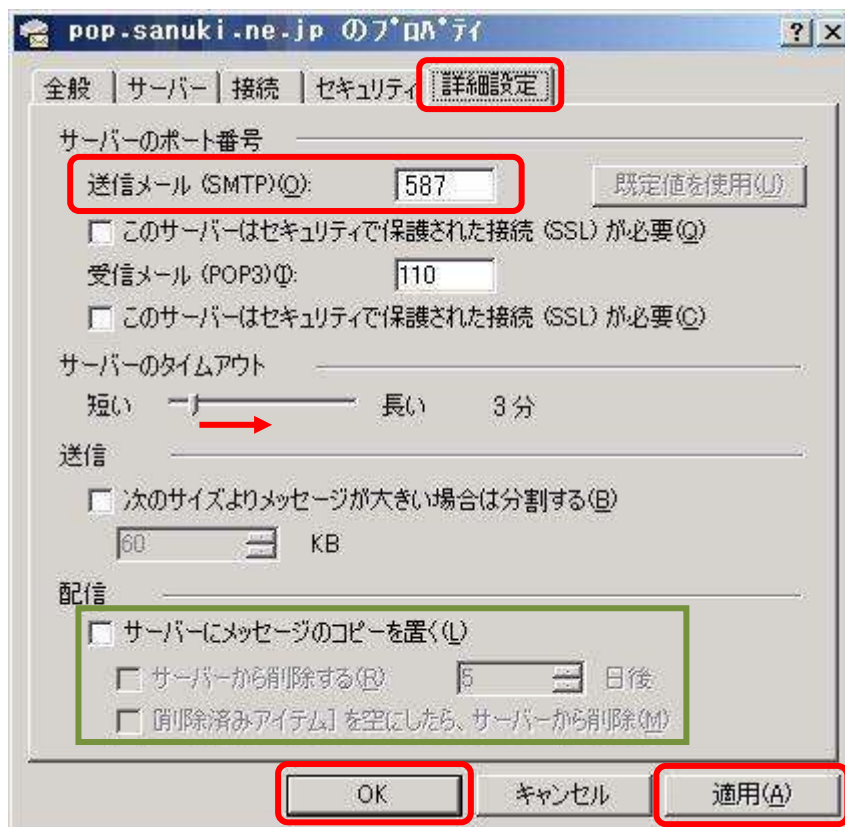 pop.sanuki.ne.jp のプロパティ
全般 サーバー 接続 セキュリティ 詳細設定
サーバーのポート番号
送信メール (SMTP)(O): 587 既定値を使用(U)
このサーバーはセキュリティで保護された接続 (SSL) が必要(Q)
受信メール (POP3)(I): 110
このサーバーはセキュリティで保護された接続 (SSL) が必要(C)
サーバーのタイムアウト
短い 長い 3 分
送信
次のサイズよりメッセージが大きい場合は分割する(B)
60 KB
配信
サーバーにメッセージのコピーを置く(L)
サーバーから削除する(R) 5 日後
[削除済みアイテム] を空にしたら、サーバーから削除(M)
OK キャンセル 適用(A)